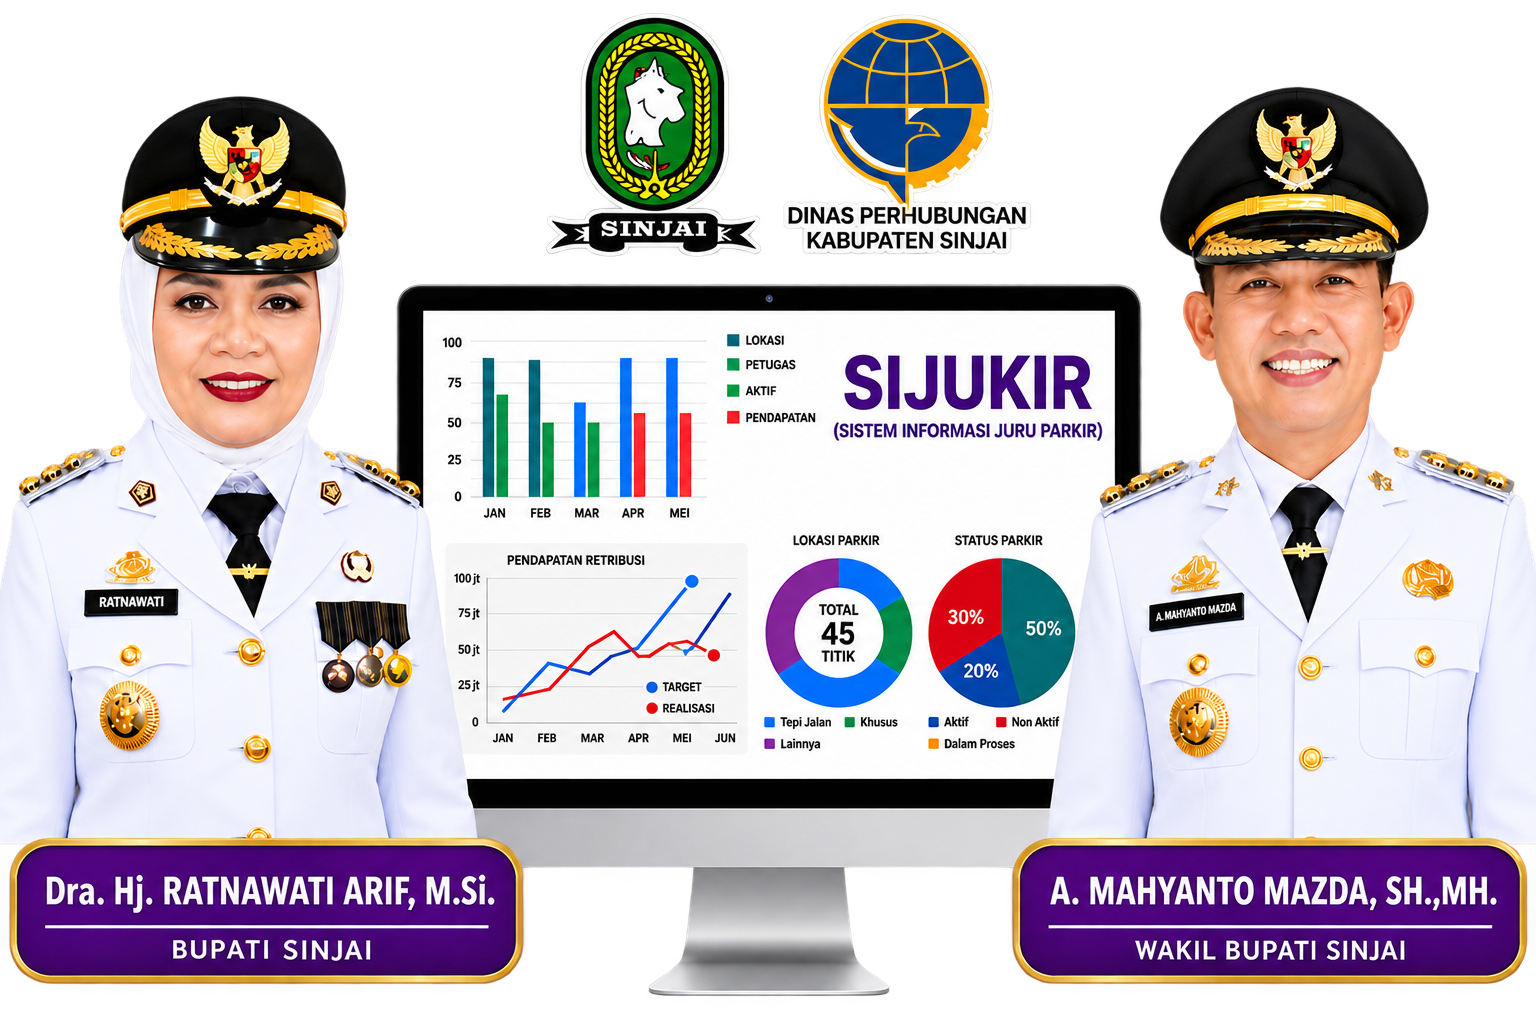 SINJAI
DINAS PERHUBUNGAN
KABUPATEN SINJAI
100
75
50
25
0
JAN FEB MAR APR MEI
LOKASI
PETUGAS
AKTIF
PENDAPATAN
SIJUKIR
(SISTEM INFORMASI JURU PARKIR)
PENDAPATAN RETRIBUSI
100 jt
75 jt
50 jt
25 jt
0
TARGET
REALISASI
JAN FEB MAR APR MEI JUN
LOKASI PARKIR
TOTAL
45
TITIK
Tepi Jalan Khusus
Lainnya
STATUS PARKIR
30%
50%
20%
Aktif Non Aktif
Dalam Proses
RATNAWATI
A. MAHYANTO MAZDA
Dra. Hj. RATNAWATI ARIF, M.Si.
BUPATI SINJAI
A. MAHYANTO MAZDA, SH.,MH.
WAKIL BUPATI SINJAI